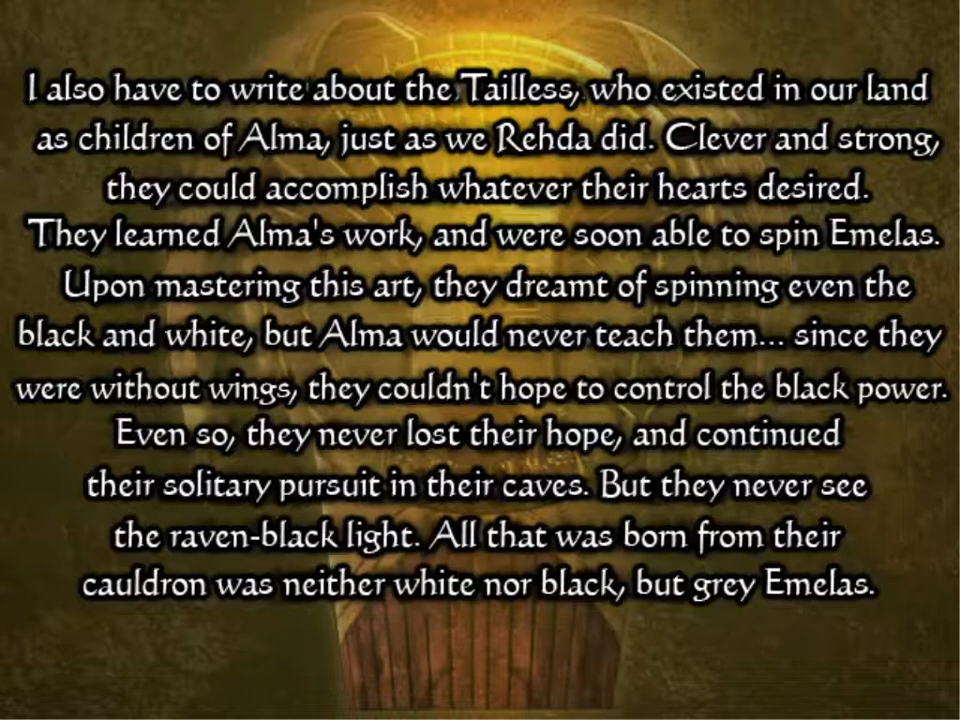 I also have to write about the Tailless, who existed in our land
as children of Alma, just as we Rehda did. Clever and strong,
they could accomplish whatever their hearts desired.
They learned Alma's work, and were soon able to spin Emelas.
Upon mastering this art, they dreamt of spinning even the
black and white, but Alma would never teach them... since they
were without wings, they couldn't hope to control the black power.
Even so, they never lost their hope, and continued
their solitary pursuit in their caves. But they never see
the raven-black light. All that was born from their
cauldron was neither white nor black, but grey Emelas.